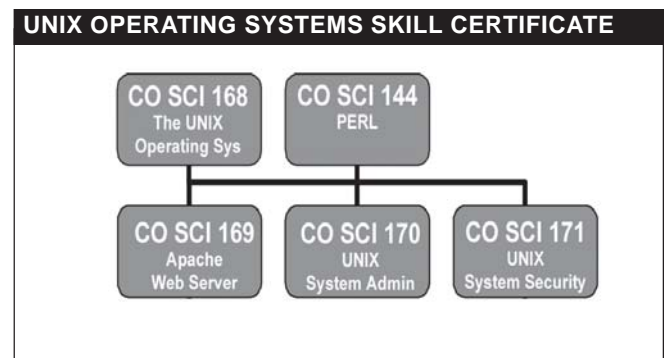 UNIX OPERATING SYSTEMS SKILL CERTIFICATE
CO SCI 168
The UNIX
Operating Sys
CO SCI 144
PERL
CO SCI 169
Apache
Web Server
CO SCI 170
UNIX
System Admin
CO SCI 171
UNIX
System Security